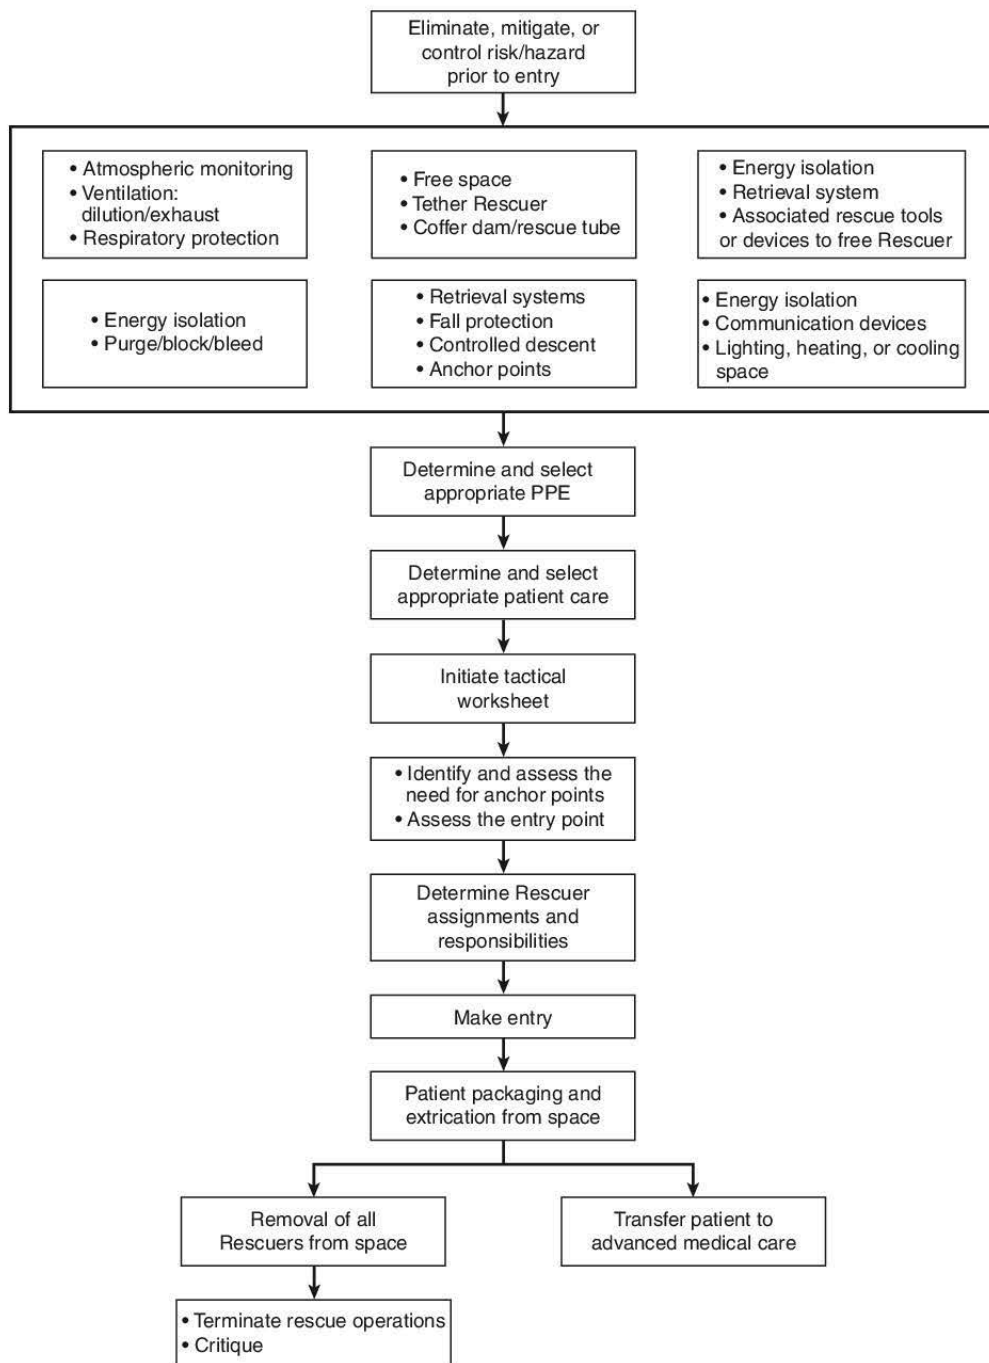 Eliminate, mitigate, or
control risk/hazard
prior to entry
• Atmospheric monitoring
• Ventilation:
dilution/exhaust
• Respiratory protection
• Free space
• Tether Rescuer
• Coffer dam/rescue tube
• Energy isolation
• Retrieval system
• Associated rescue tools
or devices to free Rescuer
• Energy isolation
• Purge/block/bleed
• Retrieval systems
• Fall protection
• Controlled descent
• Anchor points
• Energy isolation
• Communication devices
• Lighting, heating, or cooling
space
Determine and select
appropriate PPE
Determine and select
appropriate patient care
Initiate tactical
worksheet
• Identify and assess the
need for anchor points
• Assess the entry point
Determine Rescuer
assignments and
responsibilities
Make entry
Patient packaging and
extrication from space
Removal of all
Rescuers from space
Transfer patient to
advanced medical care
• Terminate rescue operations
• Critique